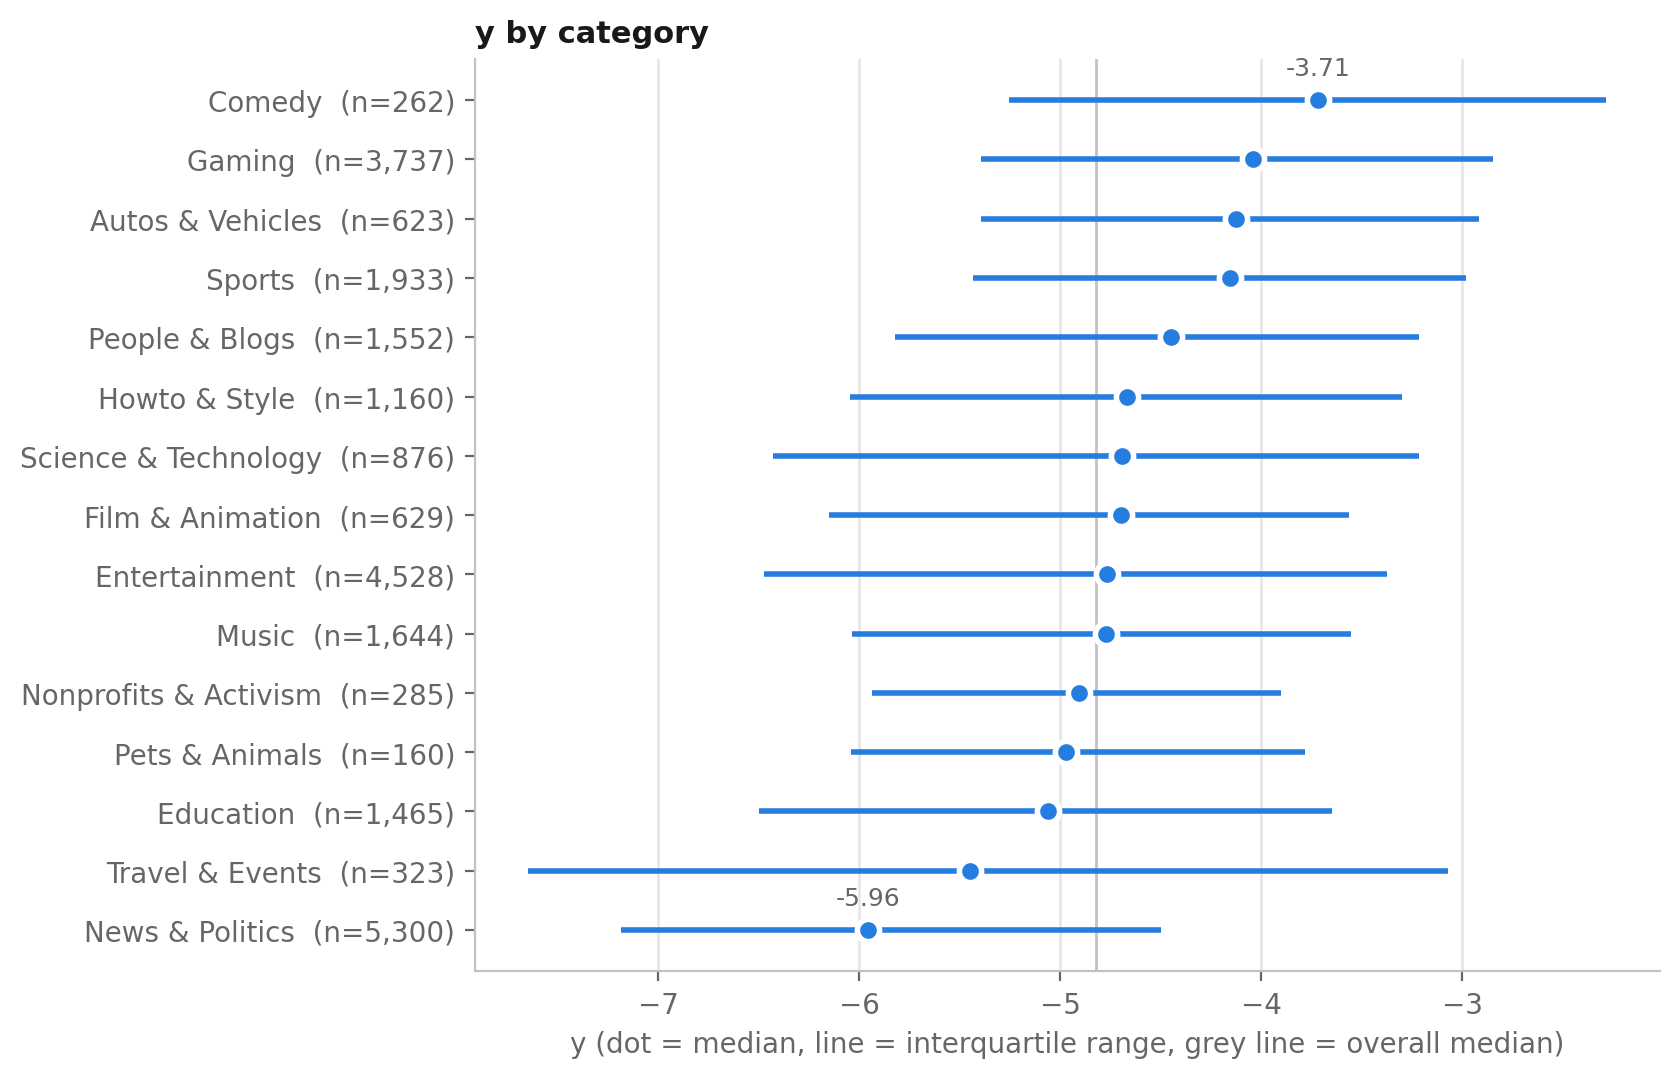 y by category
-3.71
Comedy (n=262)
Gaming (n=3,737)
Autos & Vehicles (n=623)
Sports (n=1,933)
People & Blogs (n=1,552)
Howto & Style (n=1,160)
Science & Technology (n=876)
Film & Animation (n=629)
Entertainment (n=4,528)
Music (n=1,644)
Nonprofits & Activism (n=285)
Pets & Animals (n=160)
Education (n=1,465)
Travel & Events (n=323)
-5.96
News & Politics (n=5,300)
−7 −6 −5 −4 −3
y (dot = median, line = interquartile range, grey line = overall median)